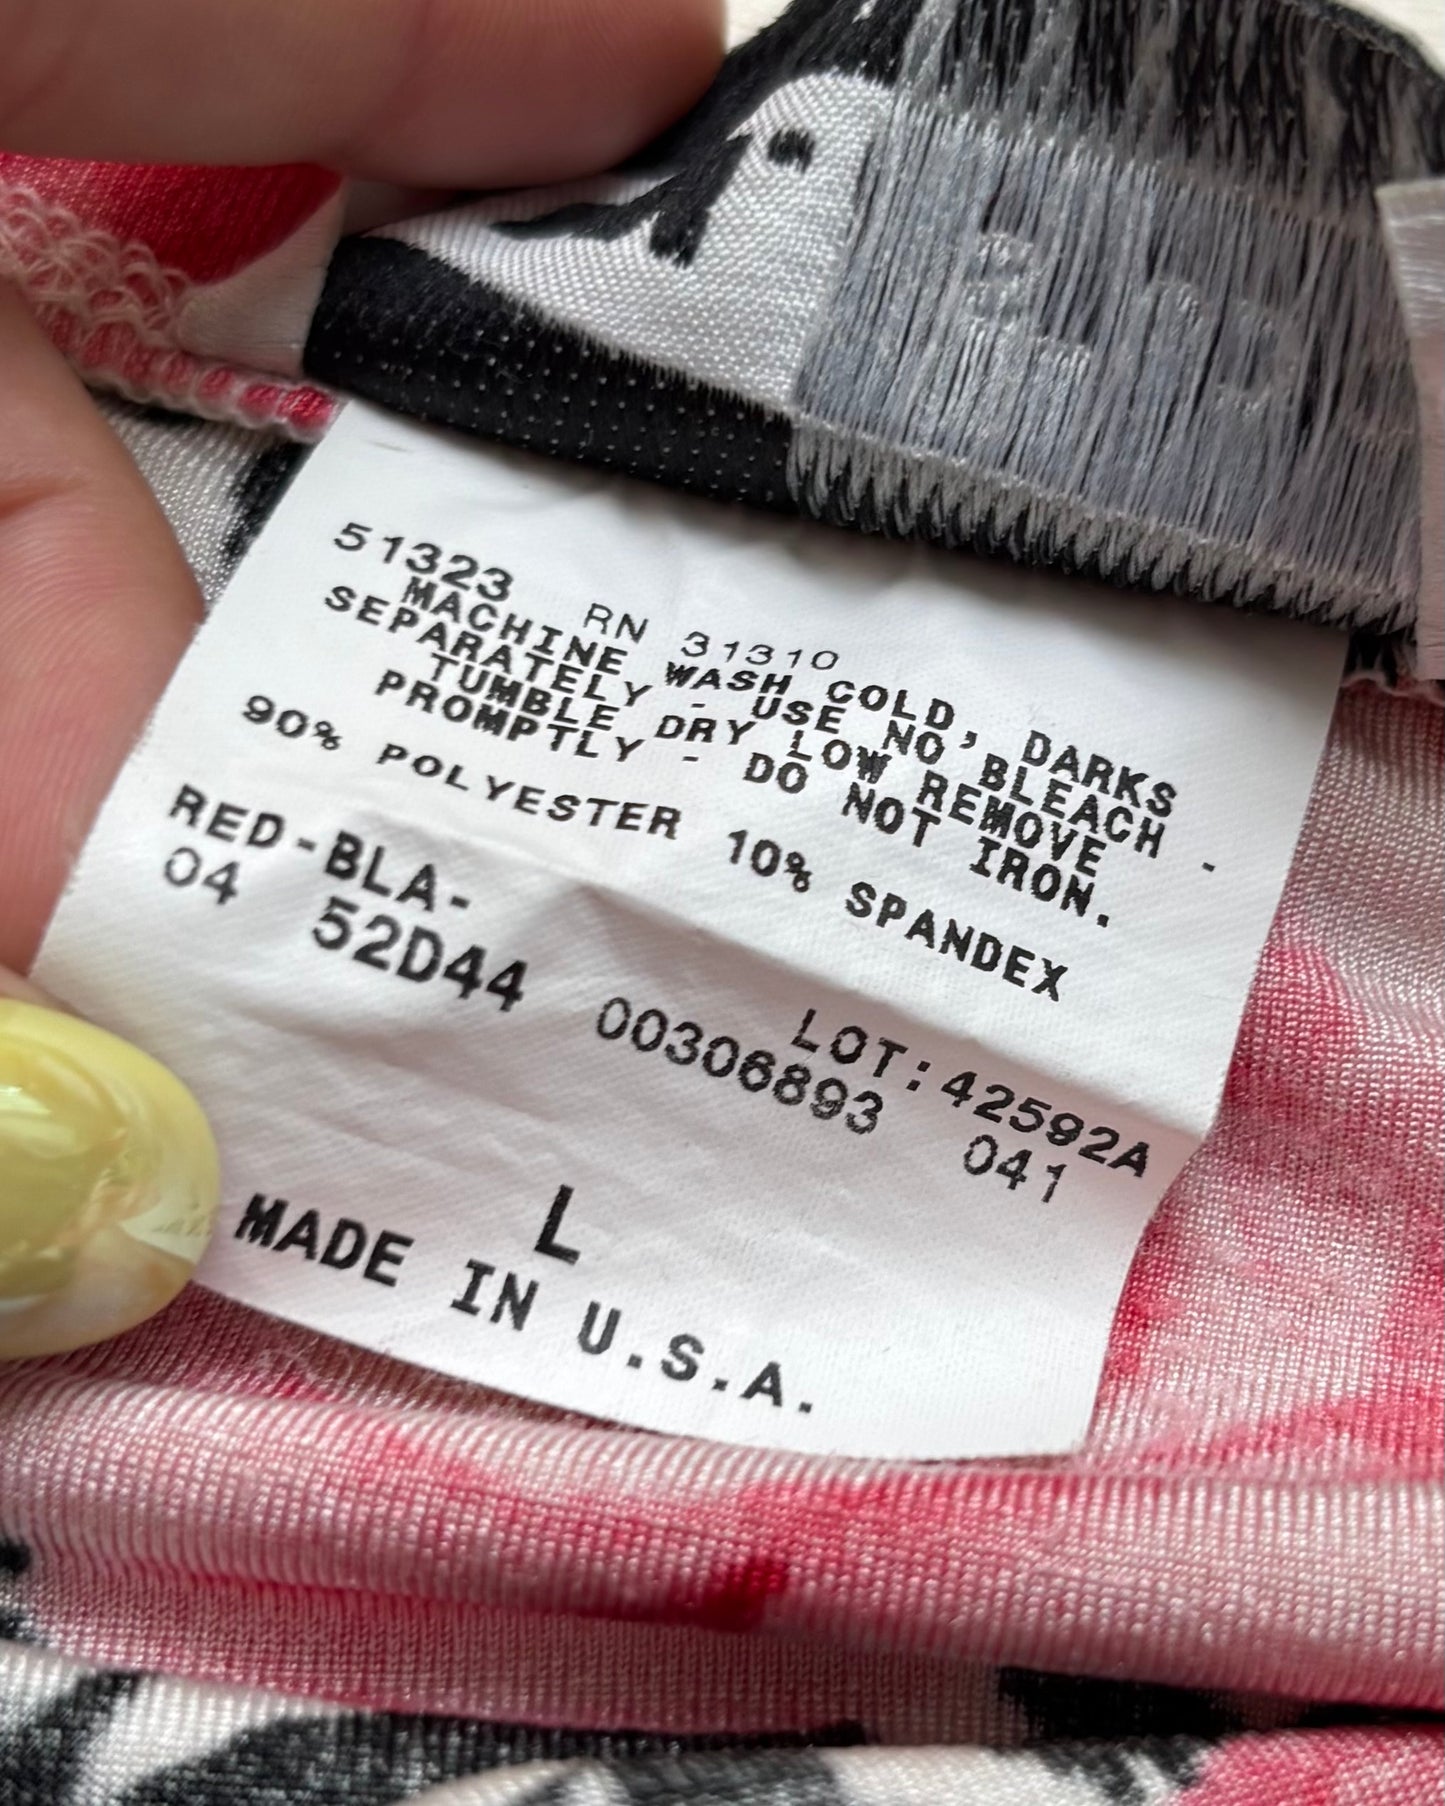 51323 RN 31310
MACHINE WASH COLD, DARKS
SEPARATELY - USE NO BLEACH -
TUMBLE DRY LOW REMOVE
PROMPTLY - DO NOT IRON.
90% POLYESTER 10% SPANDEX
RED-BLA-
LOT:42592A
04 52D44 00306893 041
L
MADE IN U.S.A.